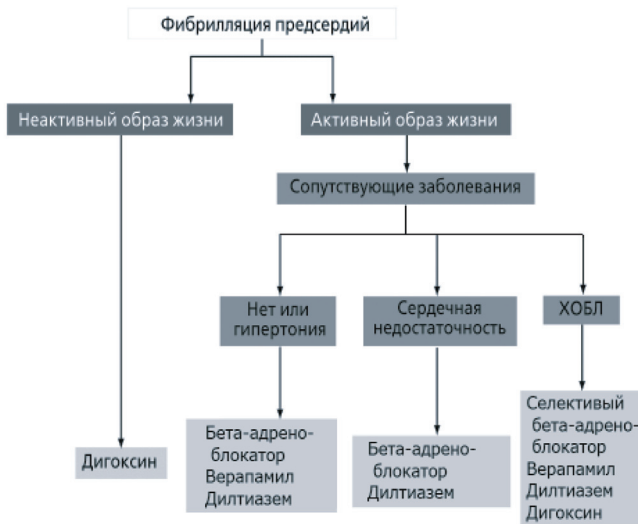 Фибрилляция предсердий
Неактивный образ жизни
Активный образ жизни
Сопутствующие заболевания
Нет или
гипертония
Сердечная
недостаточность
ХОБЛ
Дигоксин
Бета-адрено-
блокатор
Верапамил
Дилтиазем
Бета-адрено-
блокатор
Дилтиазем
Селективый
бета-адрено-
блокатор
Верапамил
Дилтиазем
Дигоксин